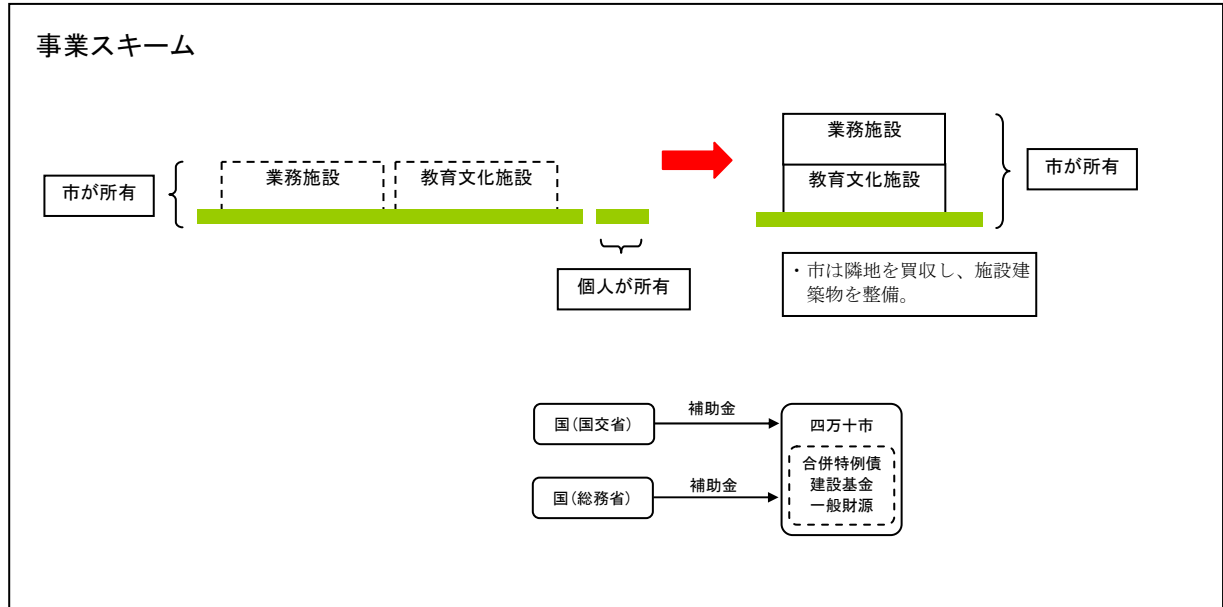 事業スキーム
市が所有
業務施設
教育文化施設
個人が所有
業務施設
教育文化施設
市が所有
・市は隣地を買収し、施設建
築物を整備。
国(国交省)
補助金
国(総務省)
補助金
四万十市
合併特例債
建設基金
一般財源